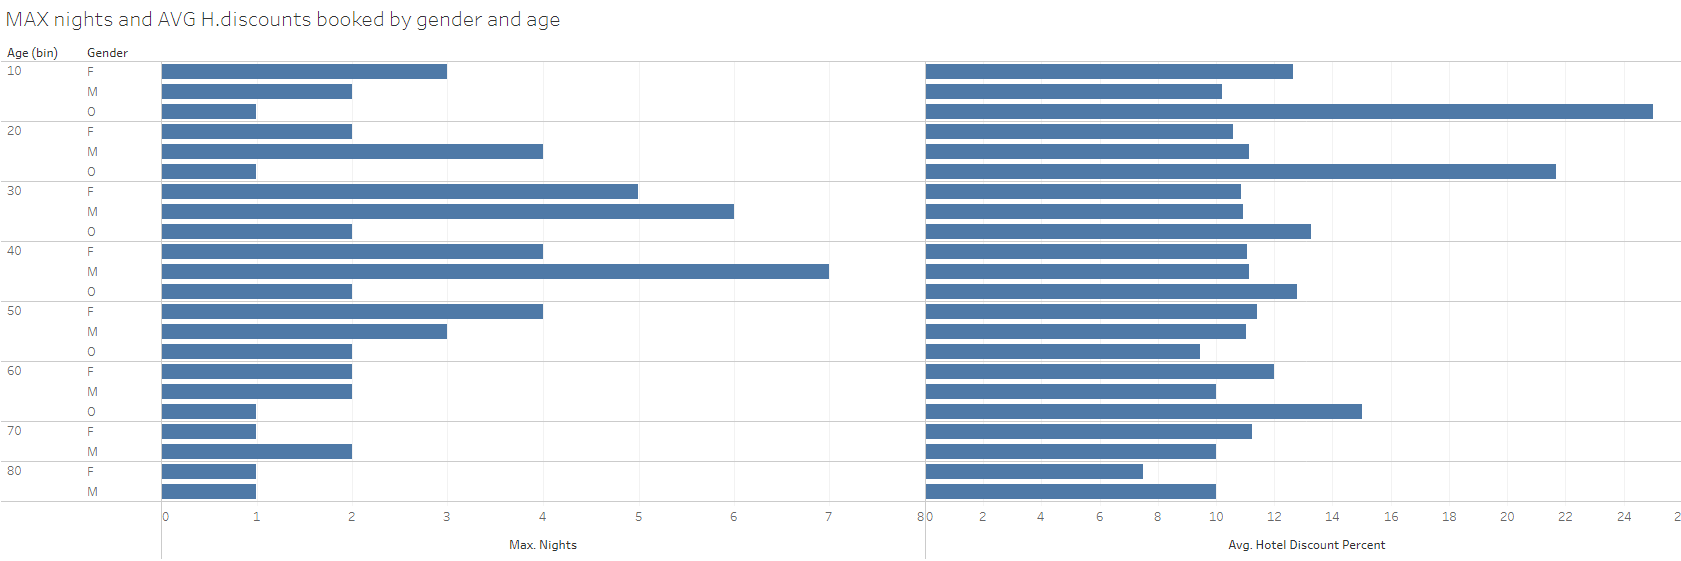 MAX nights and AVG H.discounts booked by gender and age
Age (bin) Gender
10 F
M
O
20 F
M
O
30 F
M
O
40 F
M
O
50 F
M
O
60 F
M
O
70 F
M
80 F
M
0 1 2 3 4 5 6 7 8 0 2 4 6 8 10 12 14 16 18 20 22 24 2
Max. Nights Avg. Hotel Discount Percent